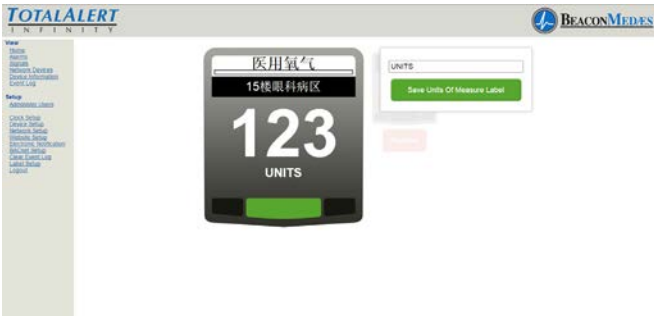 TOTALALERT
INFINITY
BEACONMEDÆS
View
Home
Alarms
Signals
Network Devices
Device Information
Event Log
Setup
Administer Users
Clock Setup
Device Setup
Network Setup
Website Setup
Electronic Notification
BACnet Setup
Clear Event Log
Label Setup
Logout
医用氧气
15楼眼科病区
123
UNITS
UNITS
Save Units Of Measure Label